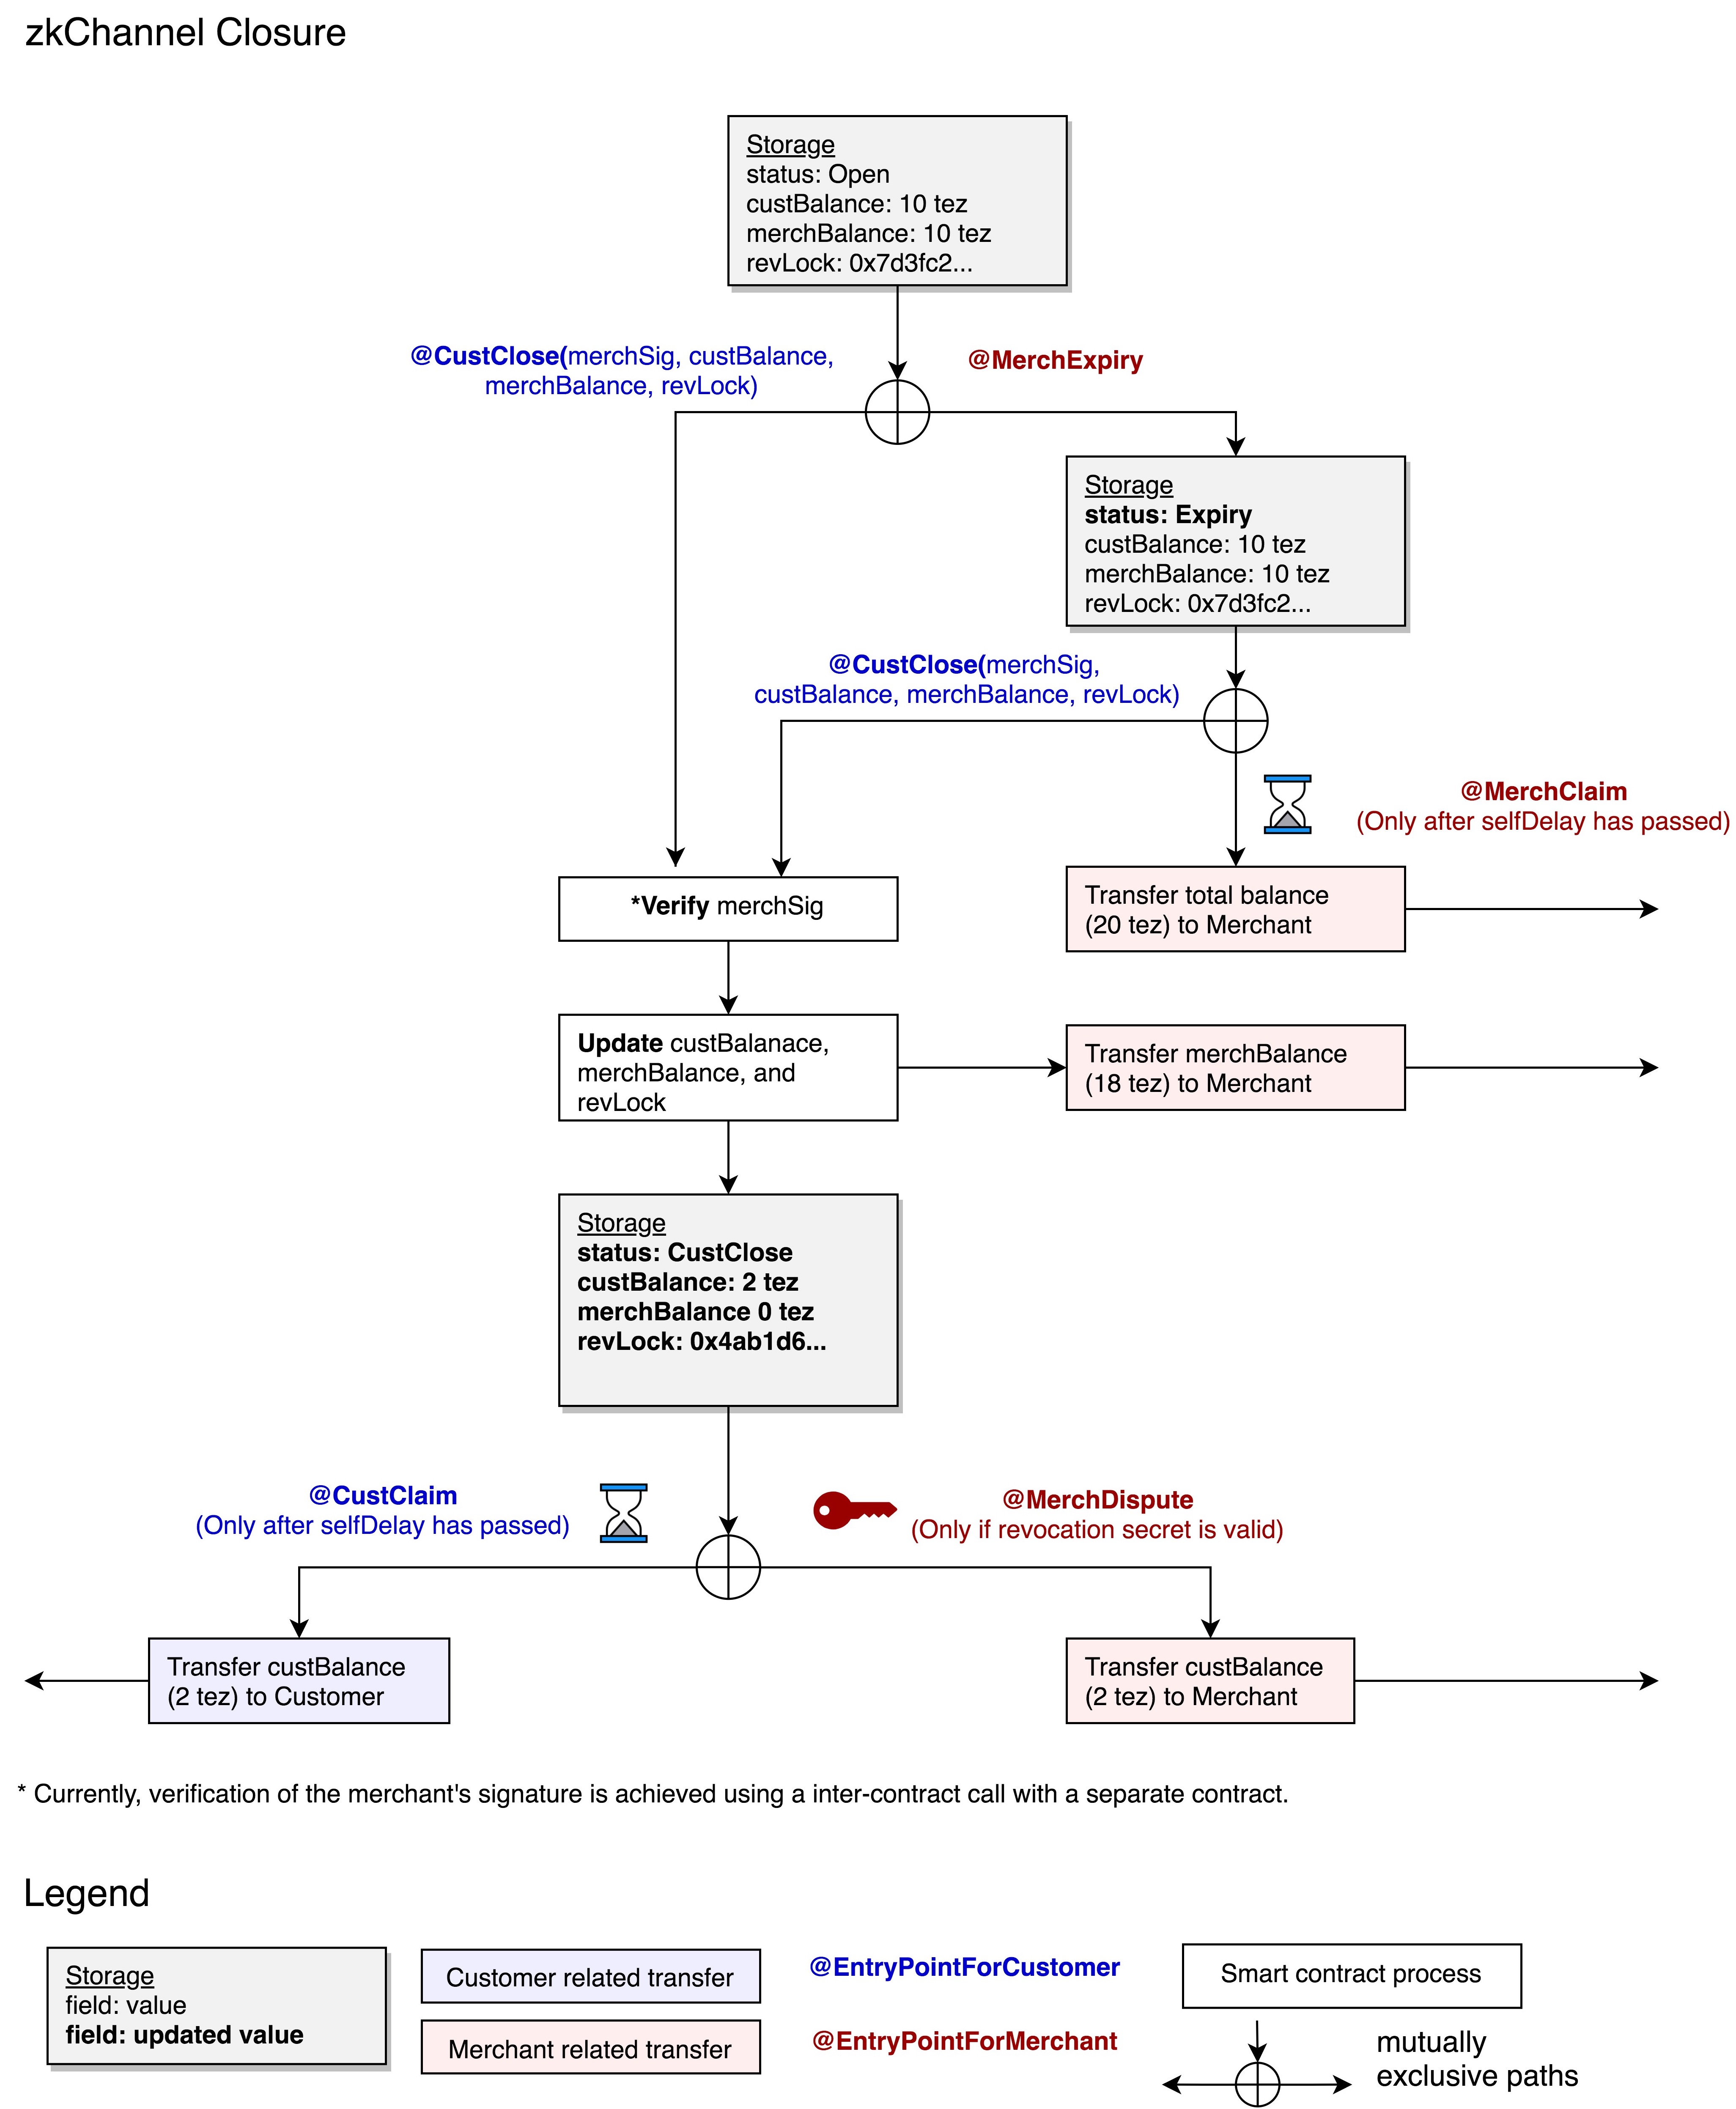 zkChannel Closure
Storage
status: Open
custBalance: 10 tez
merchBalance: 10 tez
revLock: 0x7d3fc2...
@CustClose(merchSig, custBalance,
merchBalance, revLock)
@MerchExpiry
Storage
status: Expiry
custBalance: 10 tez
merchBalance: 10 tez
revLock: 0x7d3fc2...
@CustClose(merchSig,
custBalance, merchBalance, revLock)
@MerchClaim
(Only after selfDelay has passed)
*Verify merchSig
Transfer total balance
(20 tez) to Merchant
Update custBalanace,
merchBalance, and
revLock
Transfer merchBalance
(18 tez) to Merchant
Storage
status: CustClose
custBalance: 2 tez
merchBalance 0 tez
revLock: 0x4ab1d6...
@CustClaim
(Only after selfDelay has passed)
@MerchDispute
(Only if revocation secret is valid)
Transfer custBalance
(2 tez) to Customer
Transfer custBalance
(2 tez) to Merchant
* Currently, verification of the merchant's signature is achieved using a inter-contract call with a separate contract.
Legend
Storage
field: value
field: updated value
Customer related transfer
Merchant related transfer
@EntryPointForCustomer
@EntryPointForMerchant
Smart contract process
mutually
exclusive paths